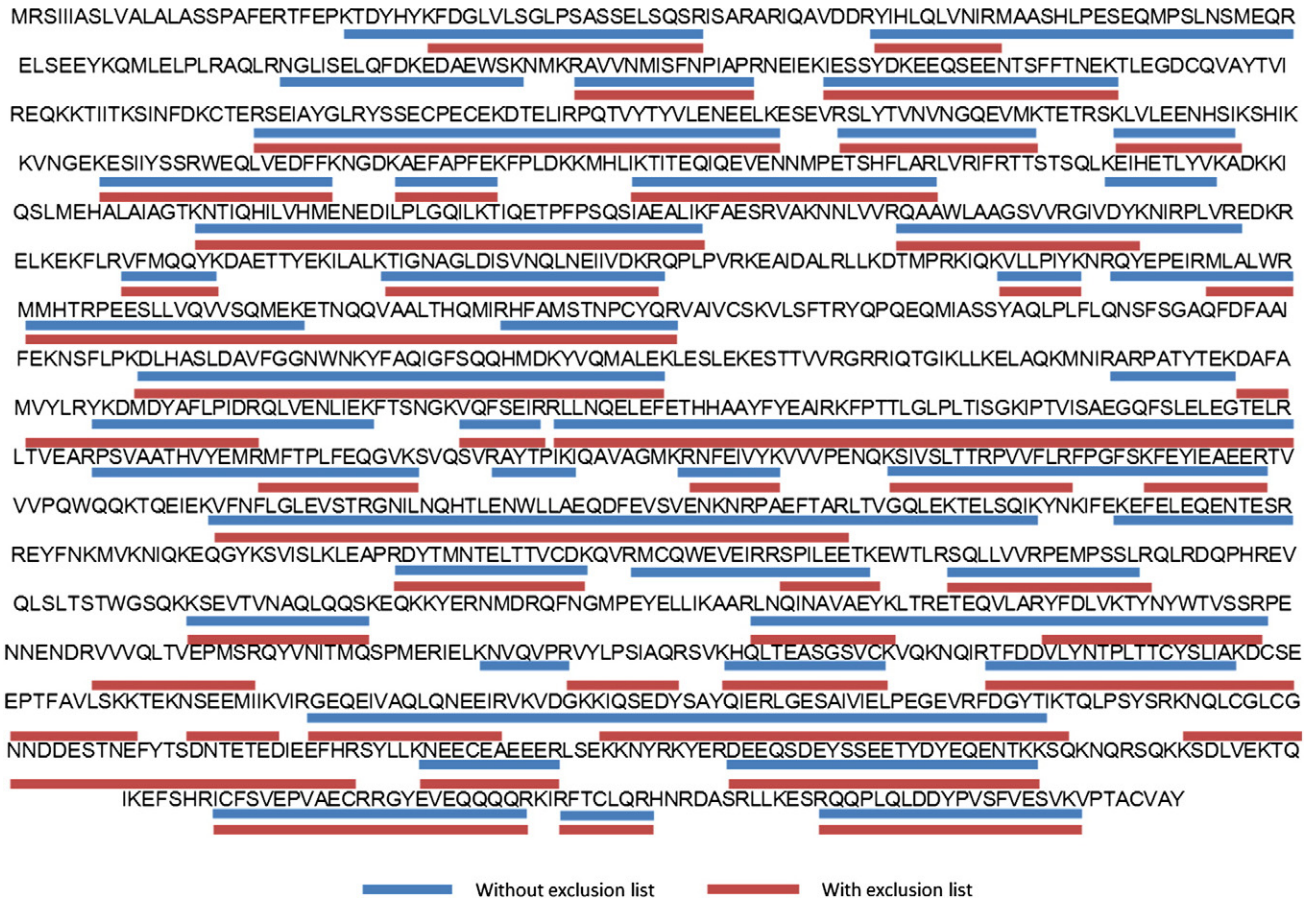 MRSIIIASLVALALALASSPAFERTFEPKTDYHYKFDGLVLSGLPSASSELSQSRISARARIQAVDDRYIHLQLVNIRMAASHLPESEQMPSLNSMEQR
ELSEEYKQMLELPLRAQLRNGLISELQFDKEDAEWSKNMKRAVVNMISFNPIAPRNEIEKIESSYDKEEQSEENTSFFTNEKTLEGDCQVAYTVI
REQKKTIITKSINFDKCTERSEIAYGLRYSSECPECEKDTELIRPQTVYTYVLENEELKESEVRSLYTVNVNGQEVMKTETRSKLVLEENHSIKSHIK
KVNGEKESIIYSSRWEQLVEDFFKNGDKAEFAPFEKFPLDKKMHLIKTITEQIQEVENNMPETSHFLARLVRIFRTTSTSQLKEIHETLYVKADKKI
QSLMEHALAIAGTKNTIQHILVHMENEDILPLGQILKTIQETPFPSQSIAEALIKFAESRVAKNNLVVRQAAWLAAGSVVRGIVDYKNIRPLVREDKR
ELKEKFLRVFMQQYKDAETTYEKILALKTIGNAGLDISVNQLNEIIVDKRQPLPVRKEAIDALRLLKDTMPRKIQKVLLPIYKNRQYEPEIRMLALWR
MMHTRPEESLLVQVVSQMEKETNQQVAALTHQMIRHFAMSTNPCYQRVAIVCSKVLSFTRYQPQEQMIASSYAQLPLFLQNSFSGAQFDFAAI
FEKNSFLPKDLHASLDAVFGGNWNKYFAQIGFSQQHMDKYVQMALEKLESLEKESTTVVRGRRIQTGIKLLKELAQKMNIRARPATYTEKDAFA
MVYLRYKDMDYAFLPIDRQLVENLIEKFTSNGKVQFSEIRRLLNQELEFETHHAAYFYEAIRKFPTTLGLPLTISGKIPTVISAEGQFSLELEGTELR
LTVEARPSVAATHVYEMRMFTPLFEQGVKSVQSVRAYTPIKIQAVAGMKRNFEIVYKVVVPENQKSIVSLTTRPVVFLRFPGFSKFEYIEAEERTV
VVPQWQQKTQEIEKVFNFLGLEVSTRGNILNQHTLENWLLAEQDFEVSVENKNRPAEFTARLTVGQLEKTELSQIKYNKIFEKEFELEQENTESR
REYFNKMVKNIQKEQGYKSVISLKLEAPRDYTMNTELTTVCDKQVRMCQWEVEIRRSPILEETKEWTLRSQLLVVRPEMPSSLRQLRDQPHREV
QLSLTSTWGSQKKSEVTVNAQLQQSKEQKKYERNMDRQFNGMPEYELLIKAARLNQINAVAEYKLTRETEQVLARYFDLVKTYNYWTVSSRPE
NNENDRVVVQLTVEPMSRQYVNITMQSPMERIELKNVQVPRVYLPSIAQRSVKHQLTEASGSVCKVQKNQIRTFDDVLYNTPLTTCYSLIAKDCSE
EPTFAVLSKKTEKNSEEMIIKVIRGEQEIVAQLQNEEIRVKVDGKKIQSEDYSAYQIERLGESAIVIELPEGEVRFDGYTIKTQLPSYSRKNQLCGLCG
NNDDESTNEFYTSDNTETEDIEEFHRSYLLKNEECEAEEERLSEKKNYRKYERDEEQSDEYSSEETYDYEQENTKKSQKNQRSQKKSDLVEKTQ
IKEFSHRICFSVEPVAECRRGYEVEQQQQRKIRFTCLQRHNRDASRLLKESRQQPLQLDDYPVSFVESVKVPTACVAY
Without exclusion list
With exclusion list